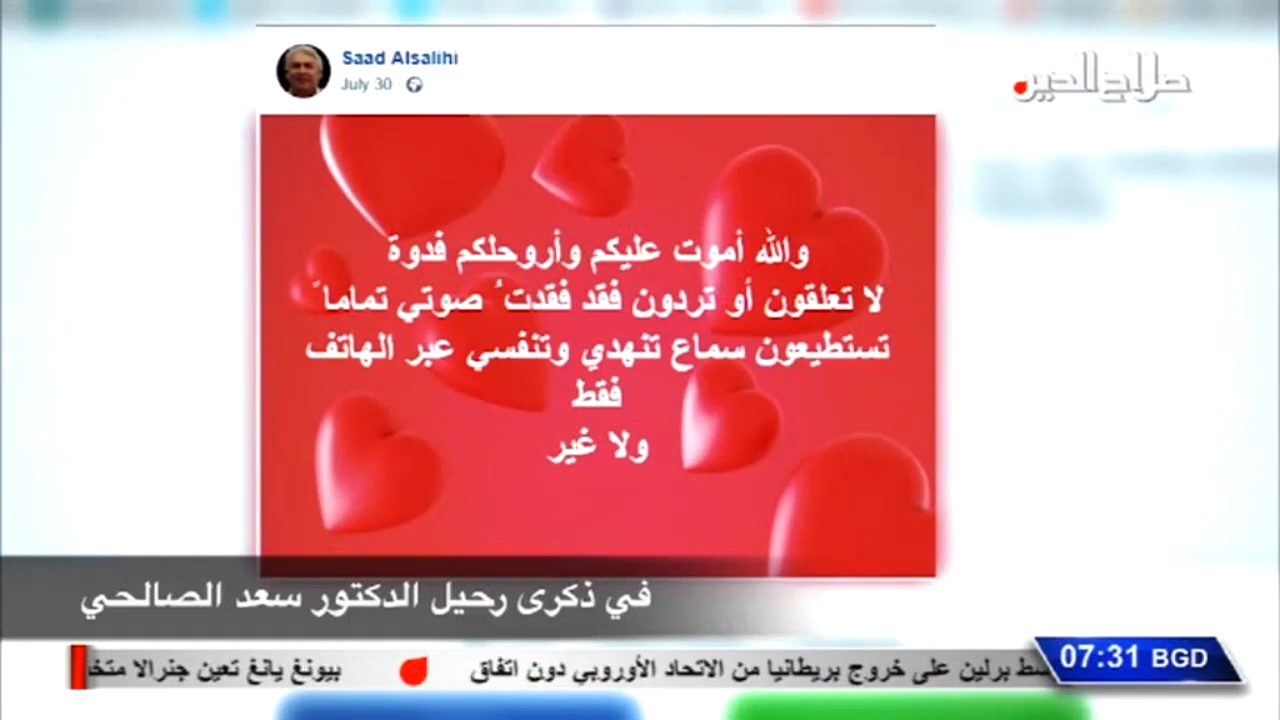 Saad Alsalihi
July 30
صلاح الدين
والله أموت عليكم وأروحلكم فدوة
لا تعلقون أو تردون فقد فقدتُ صوتي تماماً
تستطيعون سماع تنهدي وتنفسي عبر الهاتف
فقط
ولا غير
في ذكرى رحيل الدكتور سعد الصالحي
برلين على خروج بريطانيا من الاتحاد الأوروبي دون اتفاق
بيونغ يانغ تعين جنرالا
07:31 BGD